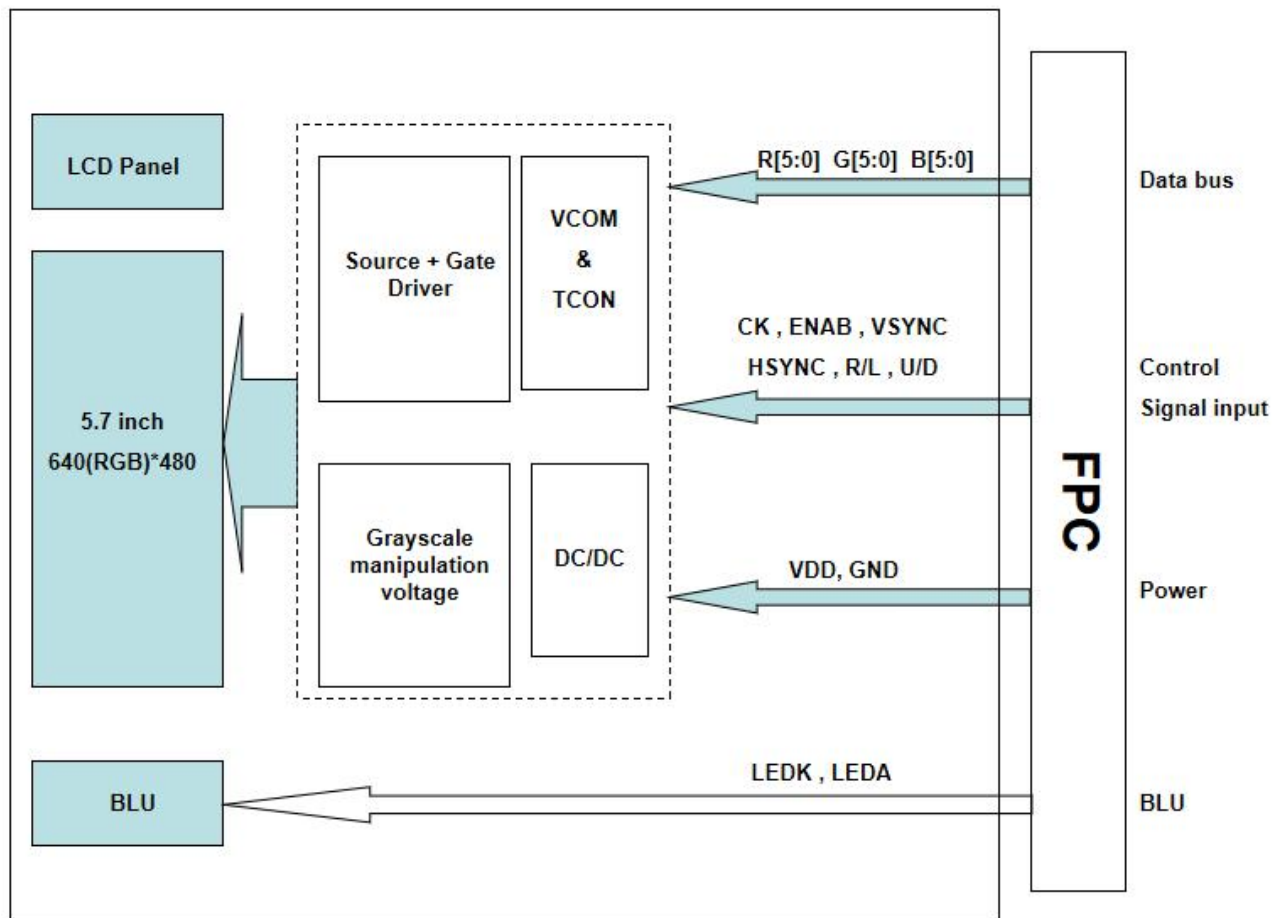 LCD Panel
5.7 inch
640(RGB)*480
BLU
Source + Gate
Driver
VCOM
&
TCON
Grayscale
manipulation
voltage
DC/DC
R[5:0] G[5:0] B[5:0]
CK , ENAB , VSYNC
HSYNC , R/L , U/D
VDD, GND
LEDK , LEDA
FPC
Data bus
Control
Signal input
Power
BLU